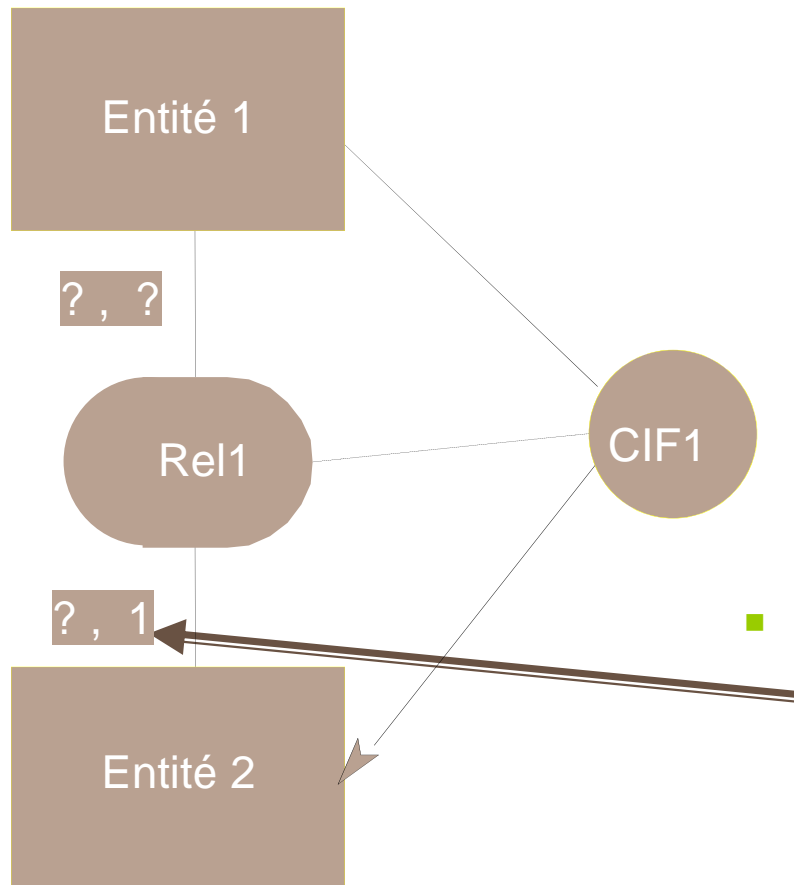 Entité 1
? , ?
Rel1
CIF1
? , 1
Entité 2